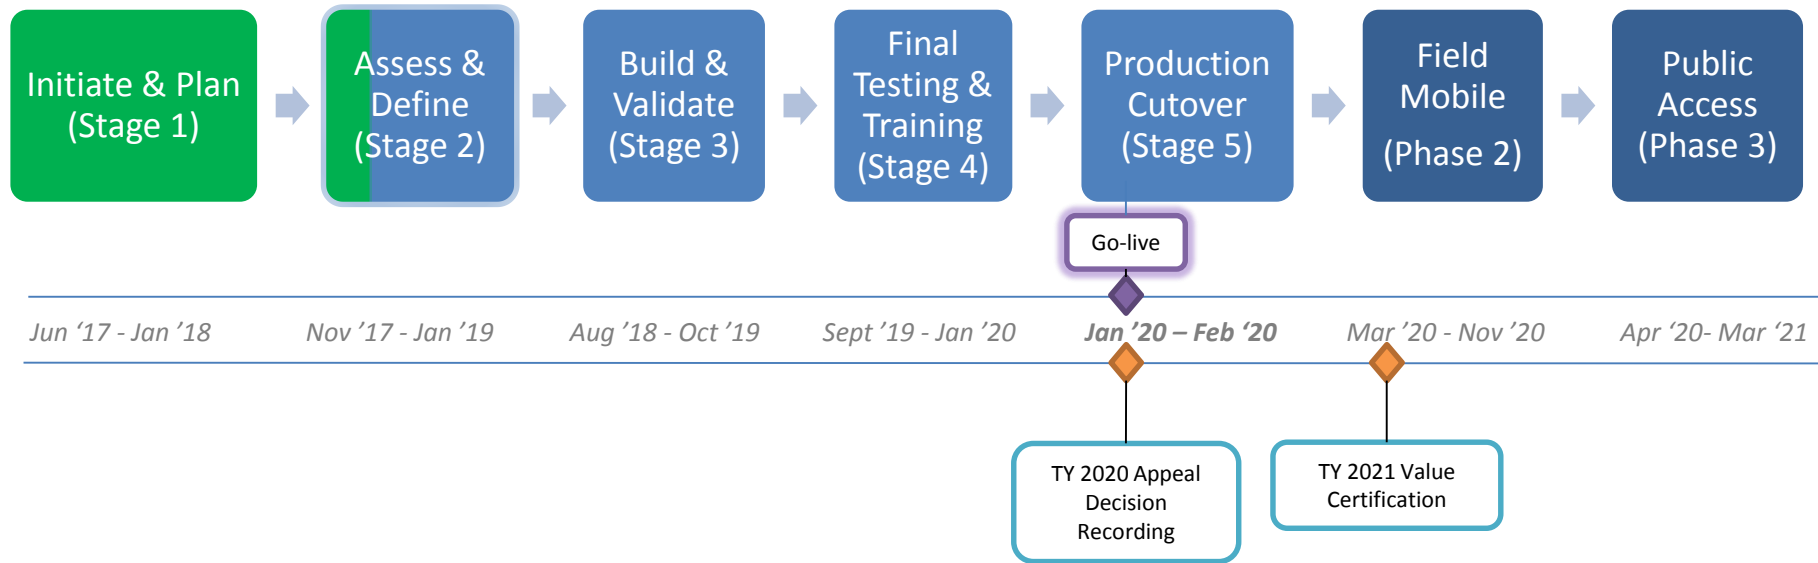 Initiate & Plan
(Stage 1)
Assess &
Define
(Stage 2)
Build &
Validate
(Stage 3)
Final
Testing &
Training
(Stage 4)
Production
Cutover
(Stage 5)
Field
Mobile
(Phase 2)
Public
Access
(Phase 3)
Go-live
Jun ‘17 - Jan ’18
Nov ’17 - Jan ’19
Aug ’18 - Oct ’19
Sept ’19 - Jan ’20
Jan ’20 – Feb ‘20
Mar ‘20 - Nov ’20
Apr ‘20- Mar ‘21
TY 2020 Appeal
Decision
Recording
TY 2021 Value
Certification